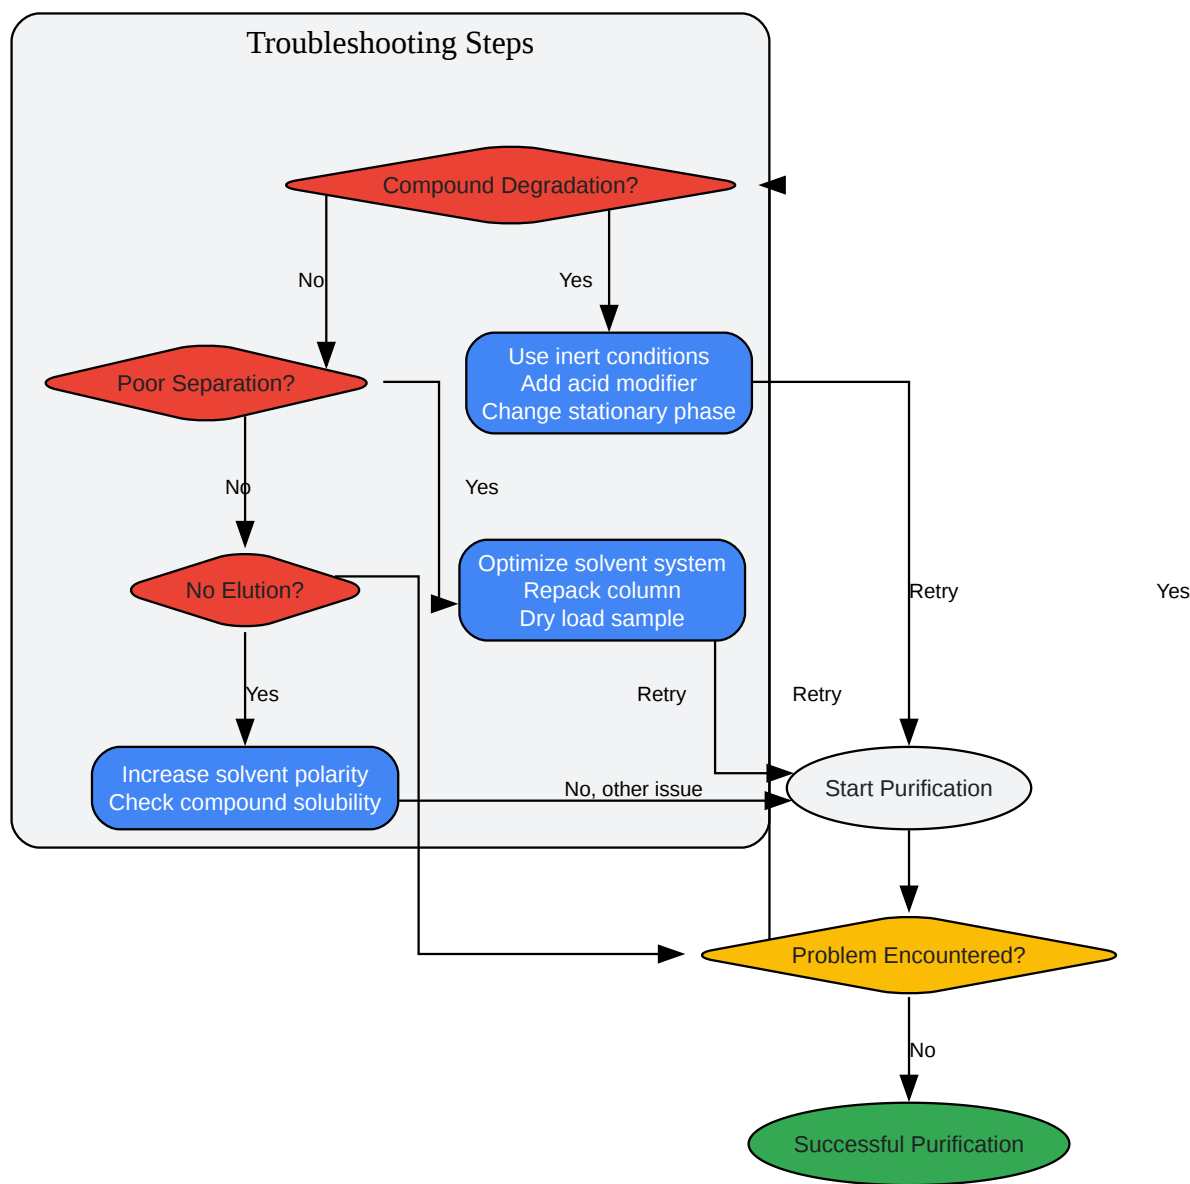 Troubleshooting Steps
Compound Degradation?
No
Yes
Poor Separation?
Use inert conditions
Add acid modifier
Change stationary phase
No
Yes
No Elution?
Optimize solvent system
Repack column
Dry load sample
Retry
Yes
Yes
Retry
Retry
Increase solvent polarity
Check compound solubility
No, other issue
Start Purification
Problem Encountered?
No
Successful Purification